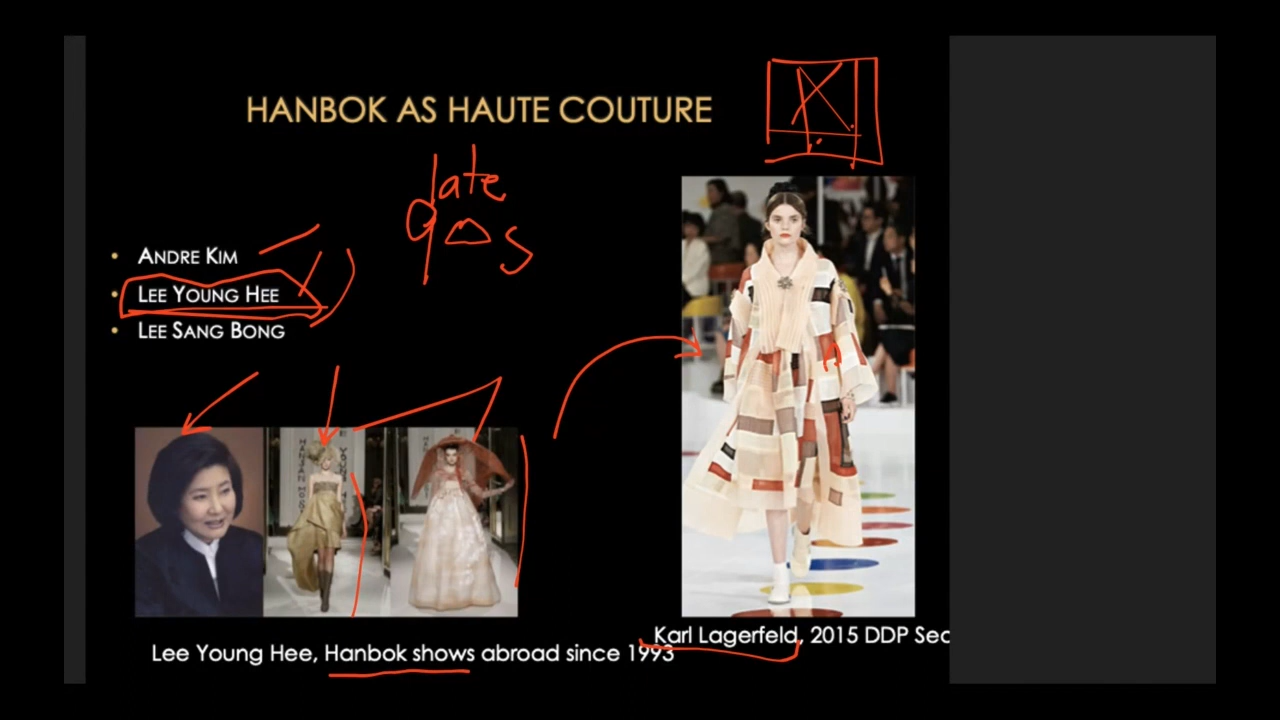 HANBOK AS HAUTE COUTURE
late
90s
• ANDRE KIM
• LEE YOUNG HEE
• LEE SANG BONG
Karl Lagerfeld, 2015 DDP Seo
Lee Young Hee, Hanbok shows abroad since 1993